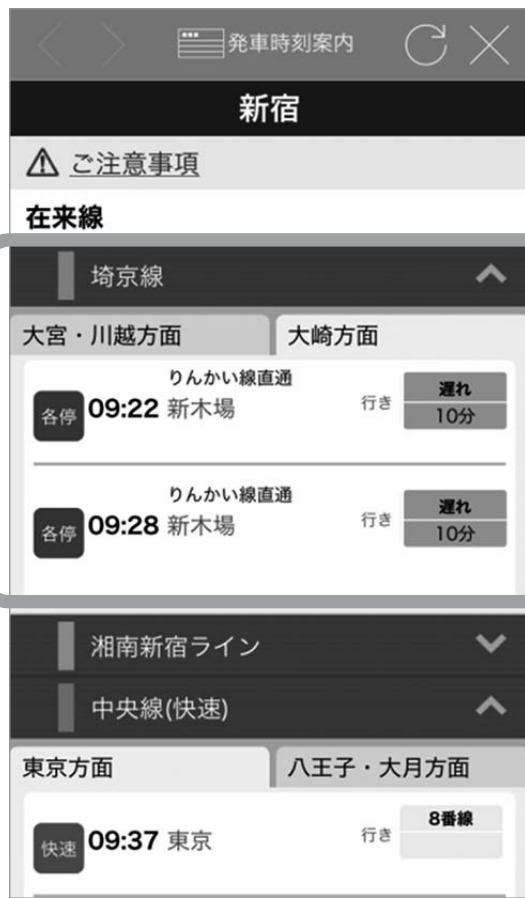 発車時刻案内
新宿
ご注意事項
在来線
埼京線
大宮・川越方面
大崎方面
りんかい線直通
各停 09:22 新木場 行き
遅れ
10分
りんかい線直通
各停 09:28 新木場 行き
遅れ
10分
湘南新宿ライン
中央線(快速)
東京方面
八王子・大月方面
快速 09:37 東京 行き
8番線